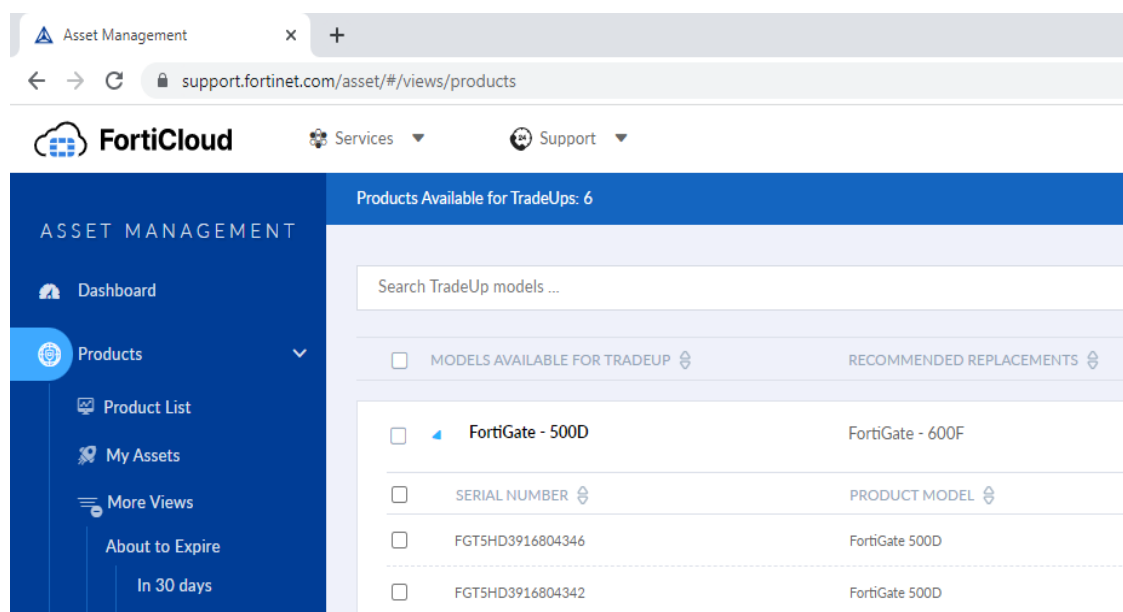 Asset Management
support.fortinet.com/asset/#/views/products
FortiCloud Services 24 Support
Products Available for TradeUps: 6
ASSET MANAGEMENT
Search TradeUp models ...
Dashboard
Products
MODELS AVAILABLE FOR TRADEUP RECOMMENDED REPLACEMENTS
Product List
FortiGate - 500D FortiGate - 600F
My Assets
SERIAL NUMBER PRODUCT MODEL
More Views
About to Expire
FGT5HD3916804346 FortiGate 500D
In 30 days
FGT5HD3916804342 FortiGate 500D